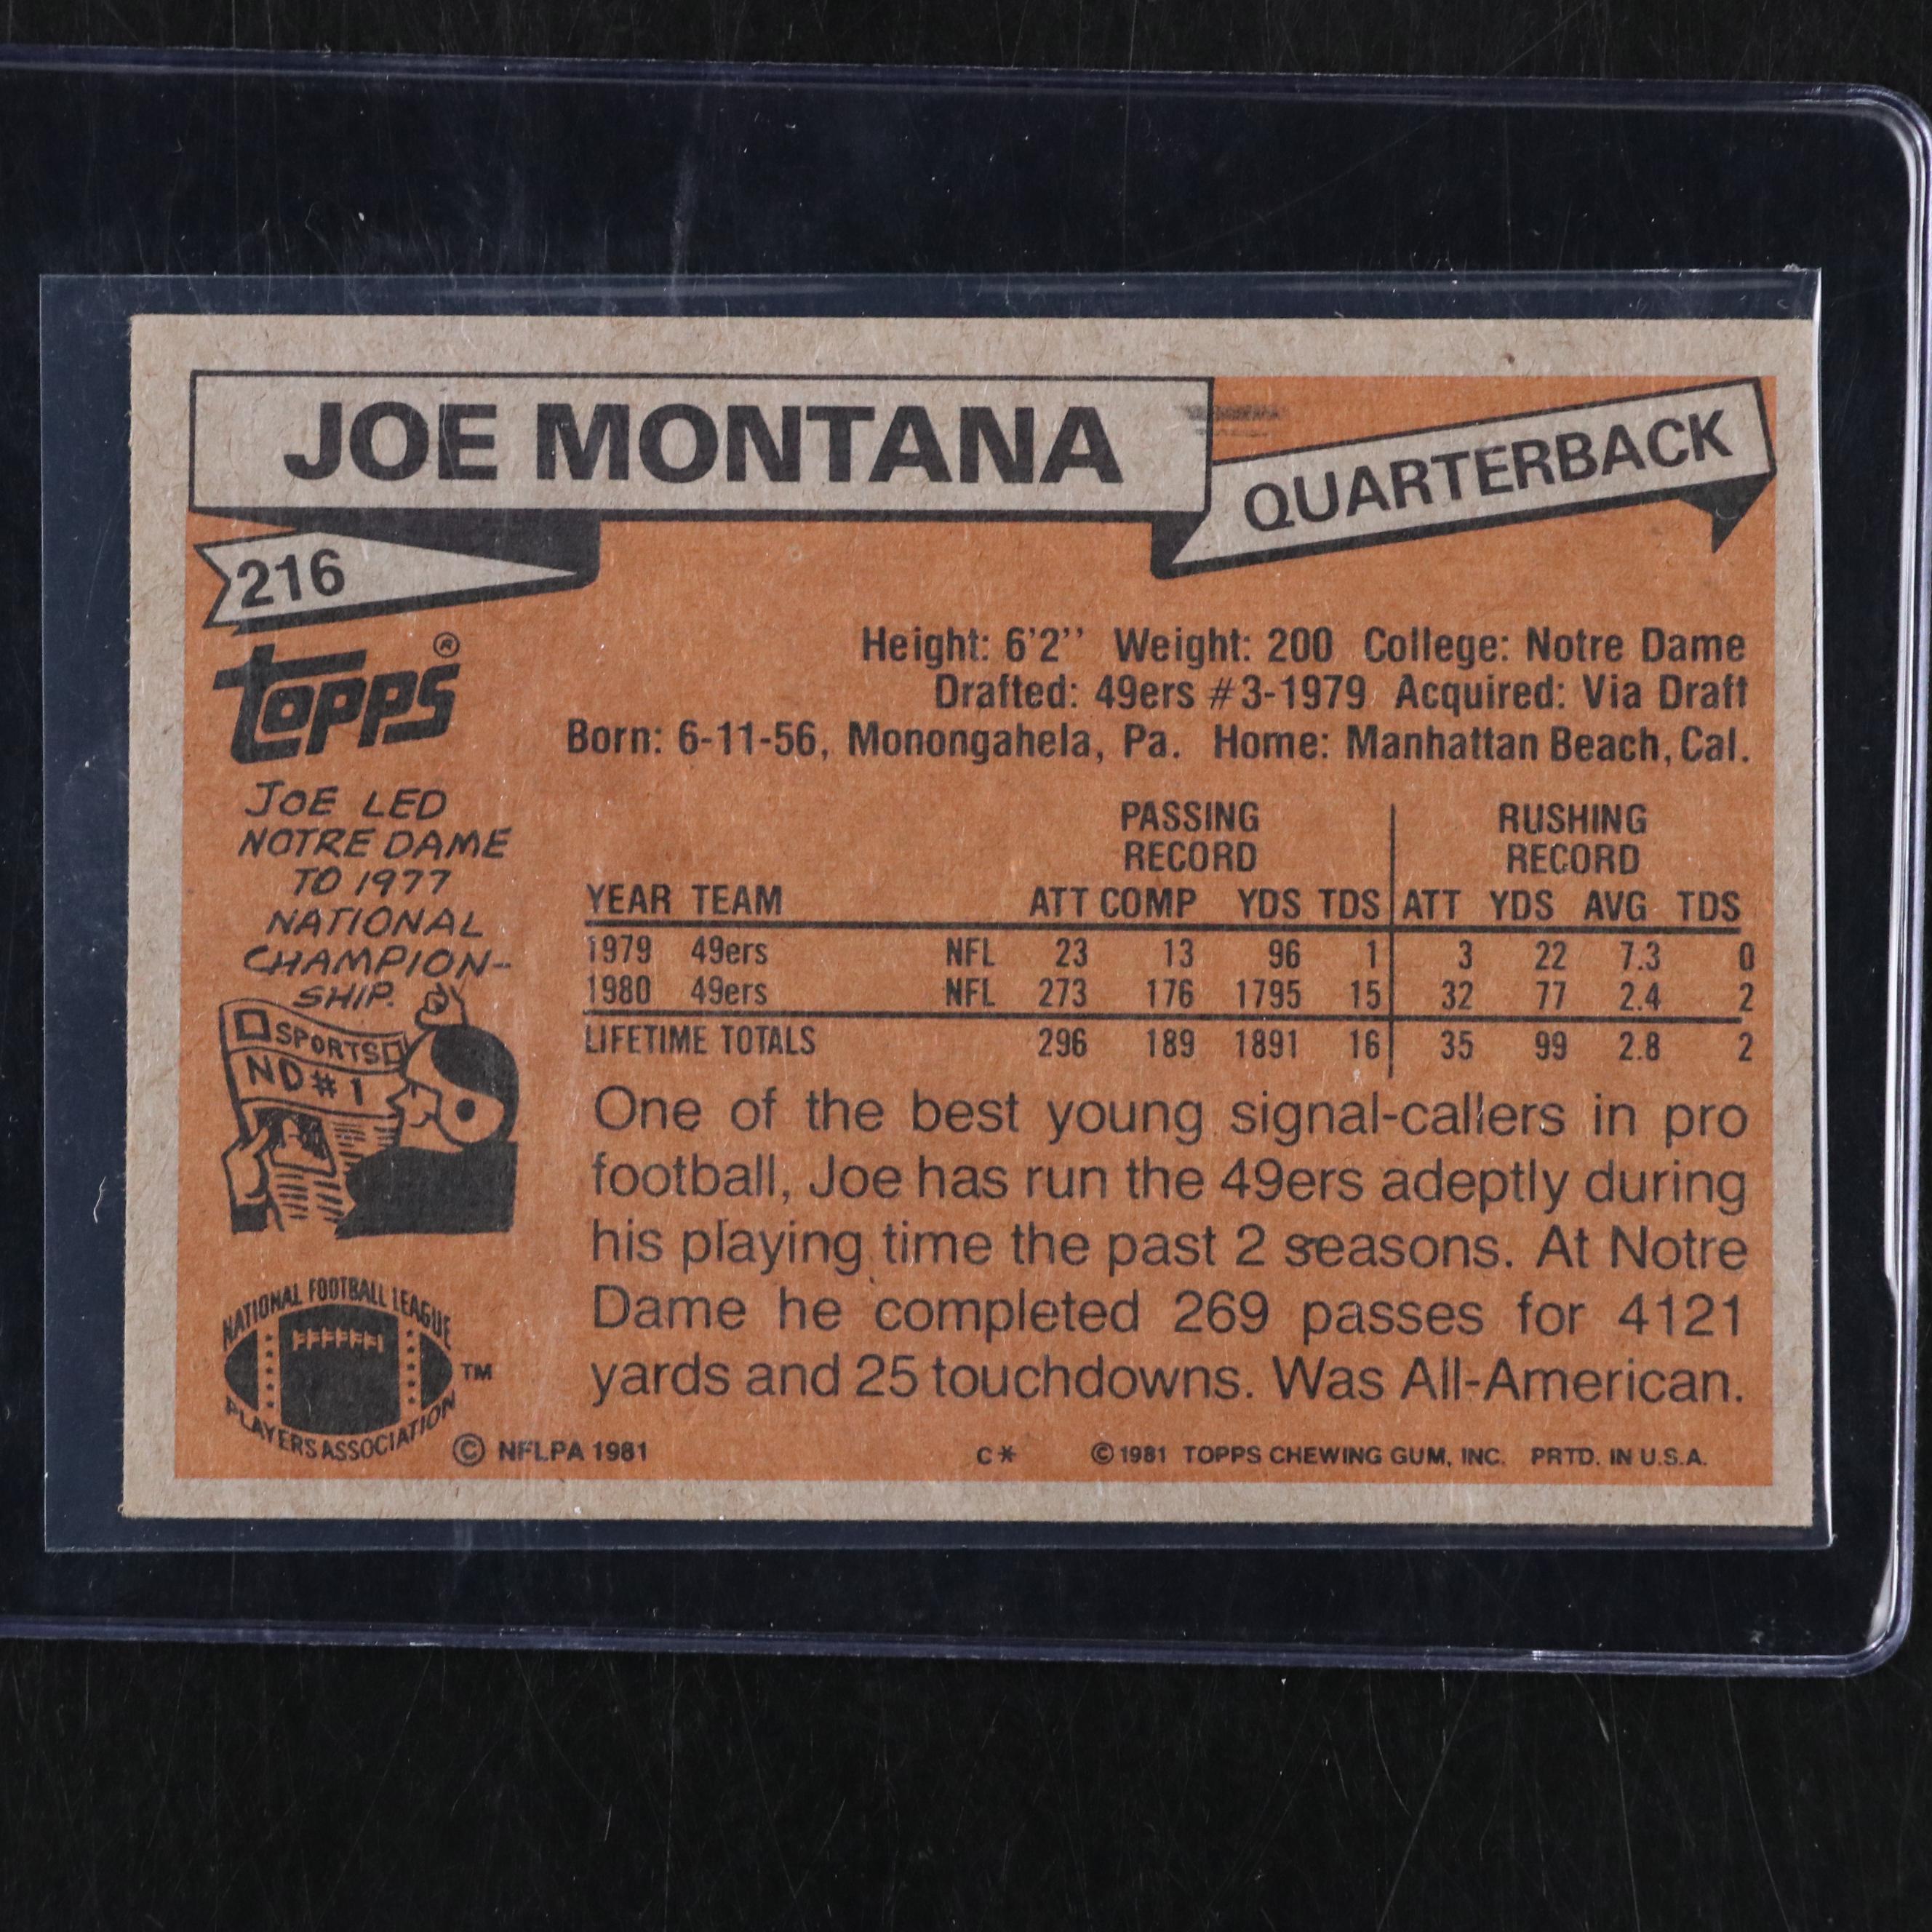 JOE MONTANA
QUARTERBACK
216
TOPPS®
Height: 6'2'' Weight: 200 College: Notre Dame
Drafted: 49ers #3-1979 Acquired: Via Draft
Born: 6-11-56, Monongahela, Pa. Home: Manhattan Beach, Cal.
JOE LED
NOTRE DAME
TO 1977
NATIONAL
CHAMPION-
SHIP.
SPORTS
ND#1
PASSING RUSHING
RECORD RECORD
YEAR TEAM ATT COMP YDS TDS ATT YDS AVG TDS
1979 49ers NFL 23 13 96 1 3 22 7.3 0
1980 49ers NFL 273 176 1795 15 32 77 2.4 2
LIFETIME TOTALS 296 189 1891 16 35 99 2.8 2
One of the best young signal-callers in pro
football, Joe has run the 49ers adeptly during
his playing time the past 2 seasons. At Notre
Dame he completed 269 passes for 4121
yards and 25 touchdowns. Was All-American.
NATIONAL FOOTBALL LEAGUE
PLAYERS ASSOCIATION
TM
© NFLPA 1981 C* © 1981 TOPPS CHEWING GUM, INC. PRTD. IN U.S.A.